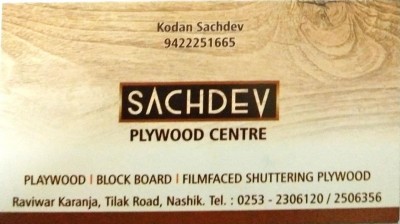 Kodan Sachdev
9422251665
SACHDEV
PLYWOOD CENTRE
PLAYWOOD | BLOCK BOARD | FILMFACED SHUTTERING PLYWOOD
Raviwar Karanja, Tilak Road, Nashik. Tel. : 0253 - 2306120 / 2506356